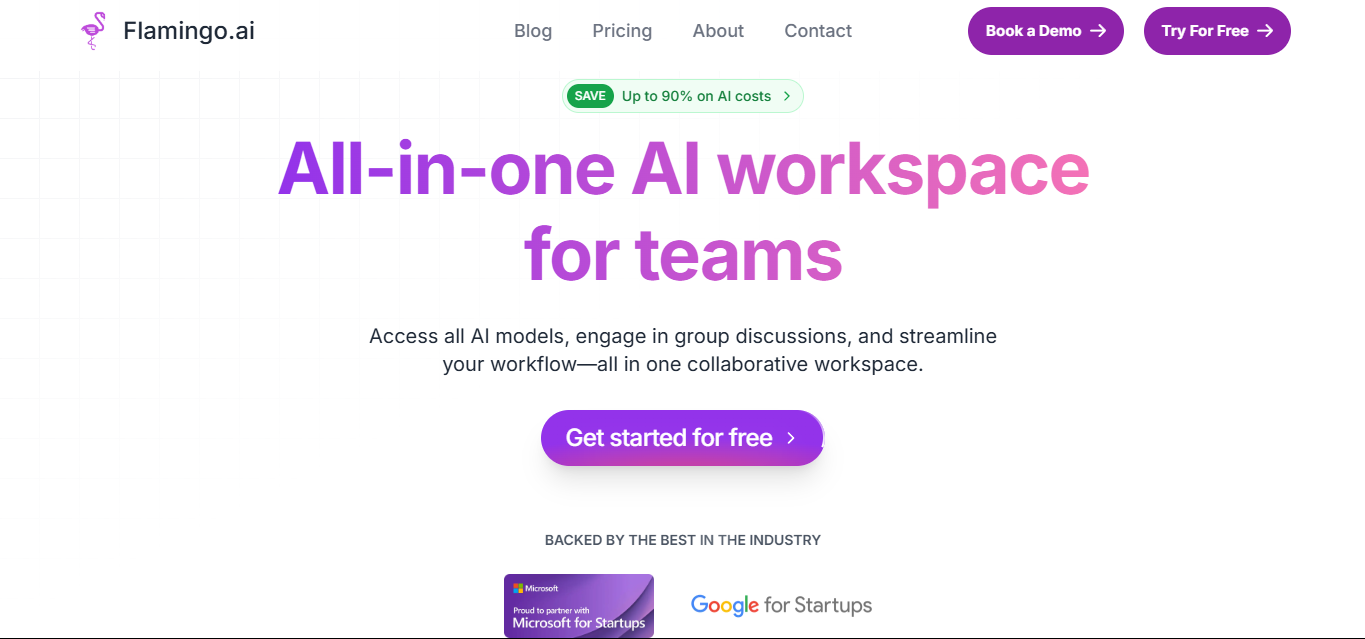 Flamingo.ai
Blog
Pricing
About
Contact
Book a Demo
Try For Free
SAVE Up to 90% on AI costs
All-in-one AI workspace
for teams
Access all AI models, engage in group discussions, and streamline
your workflow—all in one collaborative workspace.
Get started for free
BACKED BY THE BEST IN THE INDUSTRY
Microsoft
Proud to partner with
Microsoft for Startups
Google for Startups